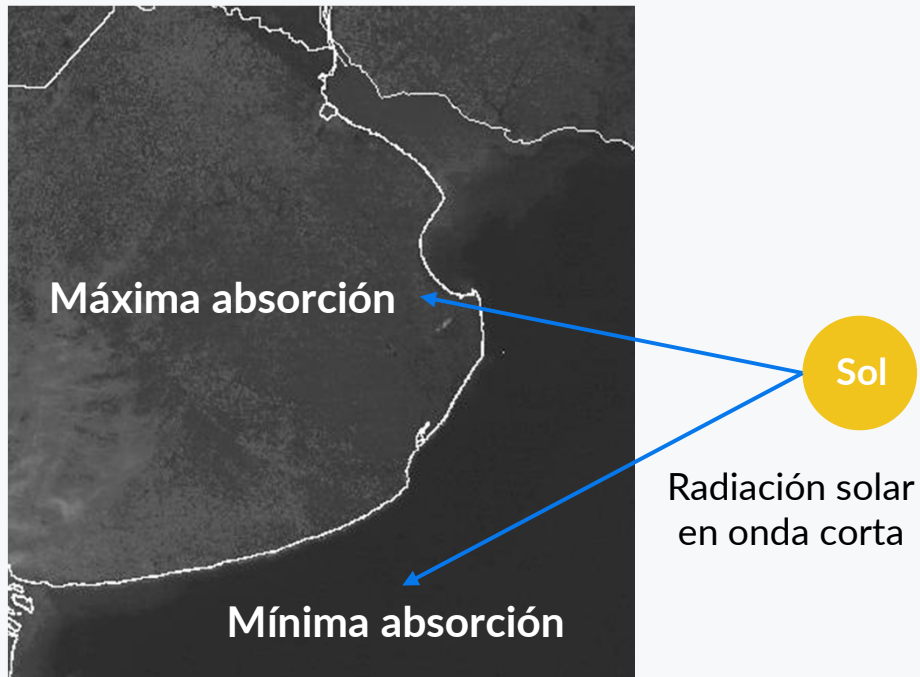 Máxima absorción
Sol
Radiación solar
en onda corta
Mínima absorción